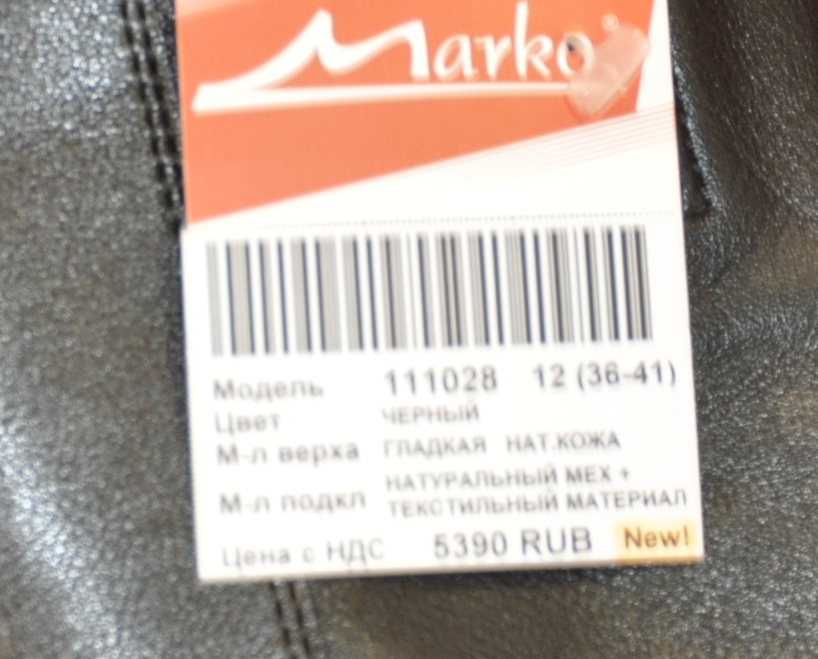 Marko®
Модель 111028 12 (36-41)
Цвет ЧЕРНЫЙ
М-л верха ГЛАДКАЯ НАТ.КОЖА
М-л подкл НАТУРАЛЬНЫЙ МЕХ +
ТЕКСТИЛЬНЫЙ МАТЕРИАЛ
Цена с НДС 5390 RUB New!